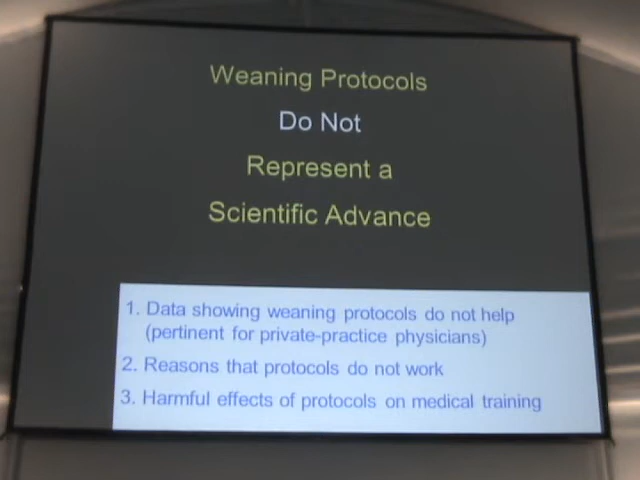 Weaning Protocols
Do Not
Represent a
Scientific Advance
1. Data showing weaning protocols do not help
(pertinent for private-practice physicians)
2. Reasons that protocols do not work
3. Harmful effects of protocols on medical training